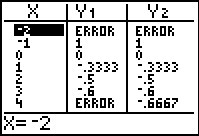 X Y1 Y2
-2 ERROR ERROR
-1 1 1
0 0 0
1 -.3333 -.3333
2 -.5 -.5
3 -.6 -.6
4 ERROR -.6667
X=-2